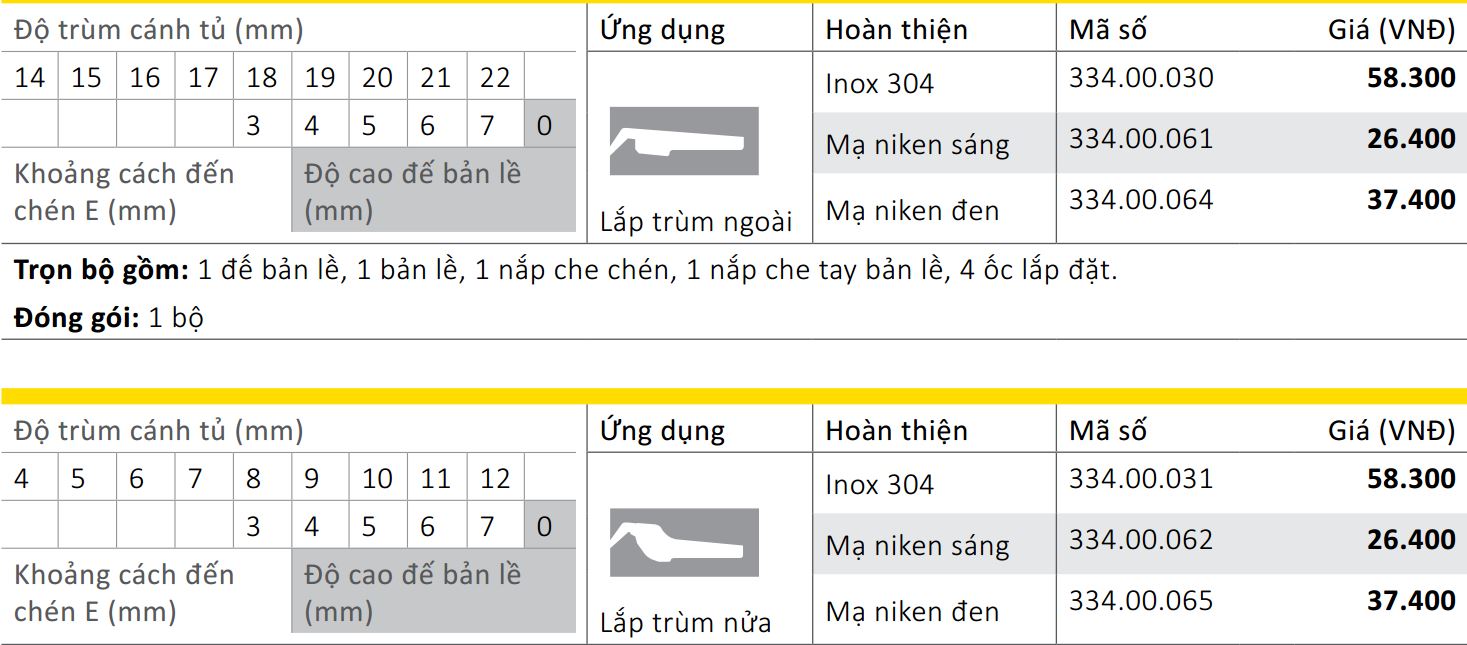 Độ trùm cánh tủ (mm) Ứng dụng Hoàn thiện Mã số Giá (VNĐ)
14 15 16 17 18 19 20 21 22 Inox 304 334.00.030 58.300
3 4 5 6 7 0 Mạ niken sáng 334.00.061 26.400
Khoảng cách đến chén E (mm) Độ cao đế bản lề (mm) Lắp trùm ngoài Mạ niken đen 334.00.064 37.400
Trọn bộ gồm: 1 đế bản lề, 1 bản lề, 1 nắp che chén, 1 nắp che tay bản lề, 4 ốc lắp đặt.
Đóng gói: 1 bộ
Độ trùm cánh tủ (mm) Ứng dụng Hoàn thiện Mã số Giá (VNĐ)
4 5 6 7 8 9 10 11 12 Inox 304 334.00.031 58.300
3 4 5 6 7 0 Mạ niken sáng 334.00.062 26.400
Khoảng cách đến chén E (mm) Độ cao đế bản lề (mm) Lắp trùm nửa Mạ niken đen 334.00.065 37.400